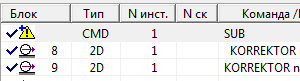 Блок Тип N инст. N ск Команда /
CMD 1 SUB
8 2D 1 KORREKTOR
9 2D 1 KORREKTOR п